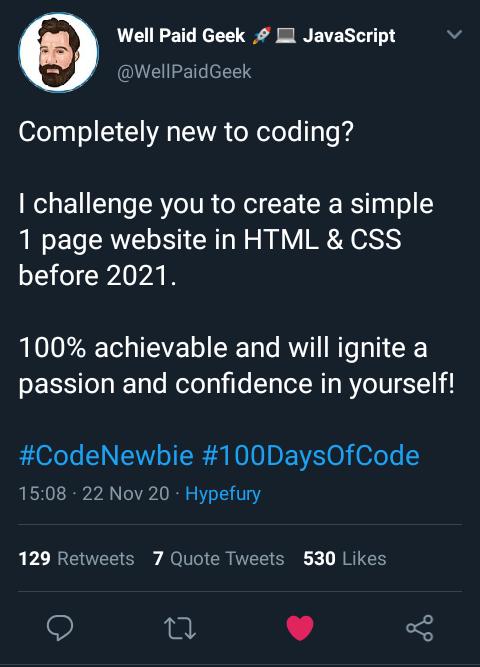 Well Paid Geek 🚀💻 JavaScript
@WellPaidGeek
Completely new to coding?
I challenge you to create a simple
1 page website in HTML & CSS
before 2021.
100% achievable and will ignite a
passion and confidence in yourself!
#CodeNewbie #100DaysOfCode
15:08 · 22 Nov 20 · Hypefury
129 Retweets 7 Quote Tweets 530 Likes